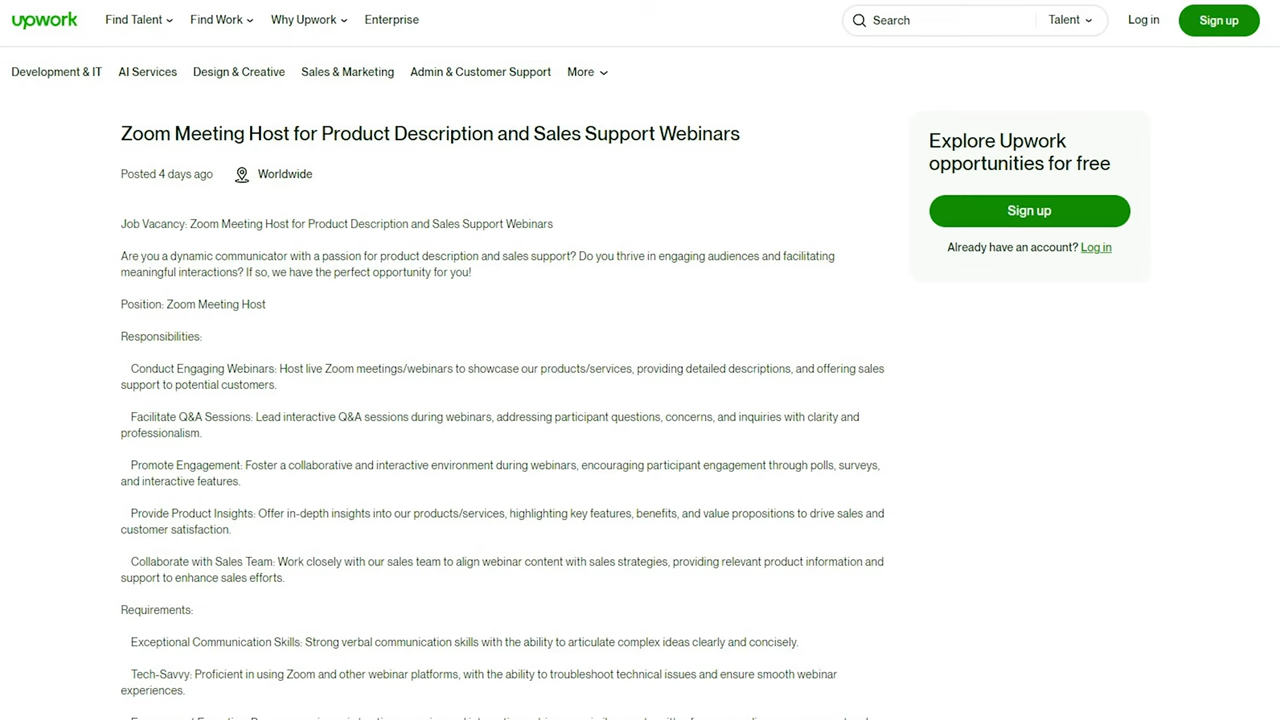 upwork Find Talent Find Work Why Upwork Enterprise Search Talent Log in Sign up
Development & IT AI Services Design & Creative Sales & Marketing Admin & Customer Support More
Zoom Meeting Host for Product Description and Sales Support Webinars
Posted 4 days ago Worldwide
Explore Upwork
opportunities for free
Sign up
Already have an account? Log in
Job Vacancy: Zoom Meeting Host for Product Description and Sales Support Webinars
Are you a dynamic communicator with a passion for product description and sales support? Do you thrive in engaging audiences and facilitating
meaningful interactions? If so, we have the perfect opportunity for you!
Position: Zoom Meeting Host
Responsibilities:
Conduct Engaging Webinars: Host live Zoom meetings/webinars to showcase our products/services, providing detailed descriptions, and offering sales
support to potential customers.
Facilitate Q&A Sessions: Lead interactive Q&A sessions during webinars, addressing participant questions, concerns, and inquiries with clarity and
professionalism.
Promote Engagement: Foster a collaborative and interactive environment during webinars, encouraging participant engagement through polls, surveys,
and interactive features.
Provide Product Insights: Offer in-depth insights into our products/services, highlighting key features, benefits, and value propositions to drive sales and
customer satisfaction.
Collaborate with Sales Team: Work closely with our sales team to align webinar content with sales strategies, providing relevant product information and
support to enhance sales efforts.
Requirements:
Exceptional Communication Skills: Strong verbal communication skills with the ability to articulate complex ideas clearly and concisely.
Tech-Savvy: Proficient in using Zoom and other webinar platforms, with the ability to troubleshoot technical issues and ensure smooth webinar
experiences.